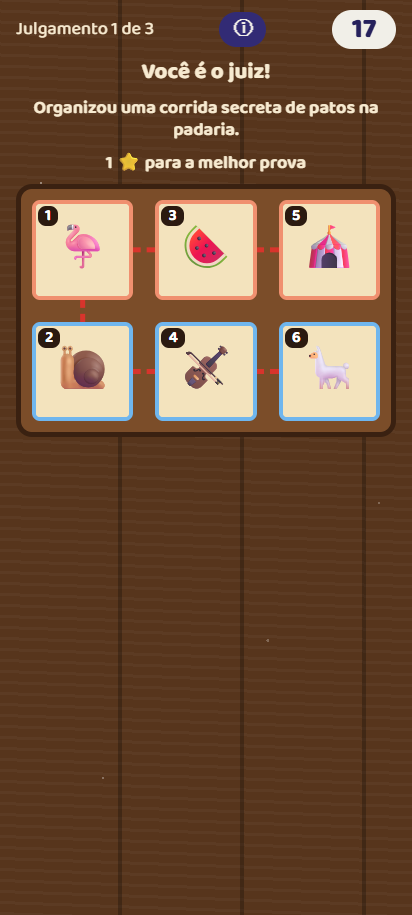 Julgamento 1 de 3
17
Você é o juiz!
Organizou uma corrida secreta de patos na
padaria.
1 ⭐ para a melhor prova
1 3 5
2 4 6